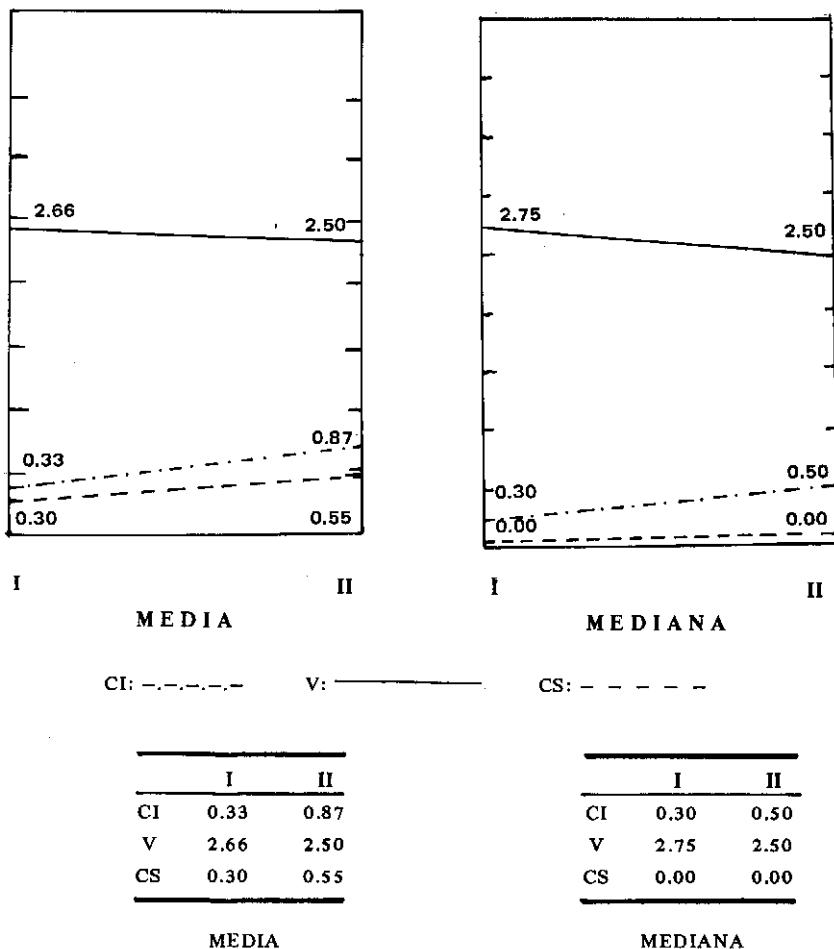 2.66 2.50
0.33 0.87
0.30 0.55
I II
MEDIA
2.75 2.50
0.30 0.50
0.00 0.00
I II
MEDIANA
CI: V: CS:
I II
CI 0.33 0.87
V 2.66 2.50
CS 0.30 0.55
MEDIA
I II
CI 0.30 0.50
V 2.75 2.50
CS 0.00 0.00
MEDIANA